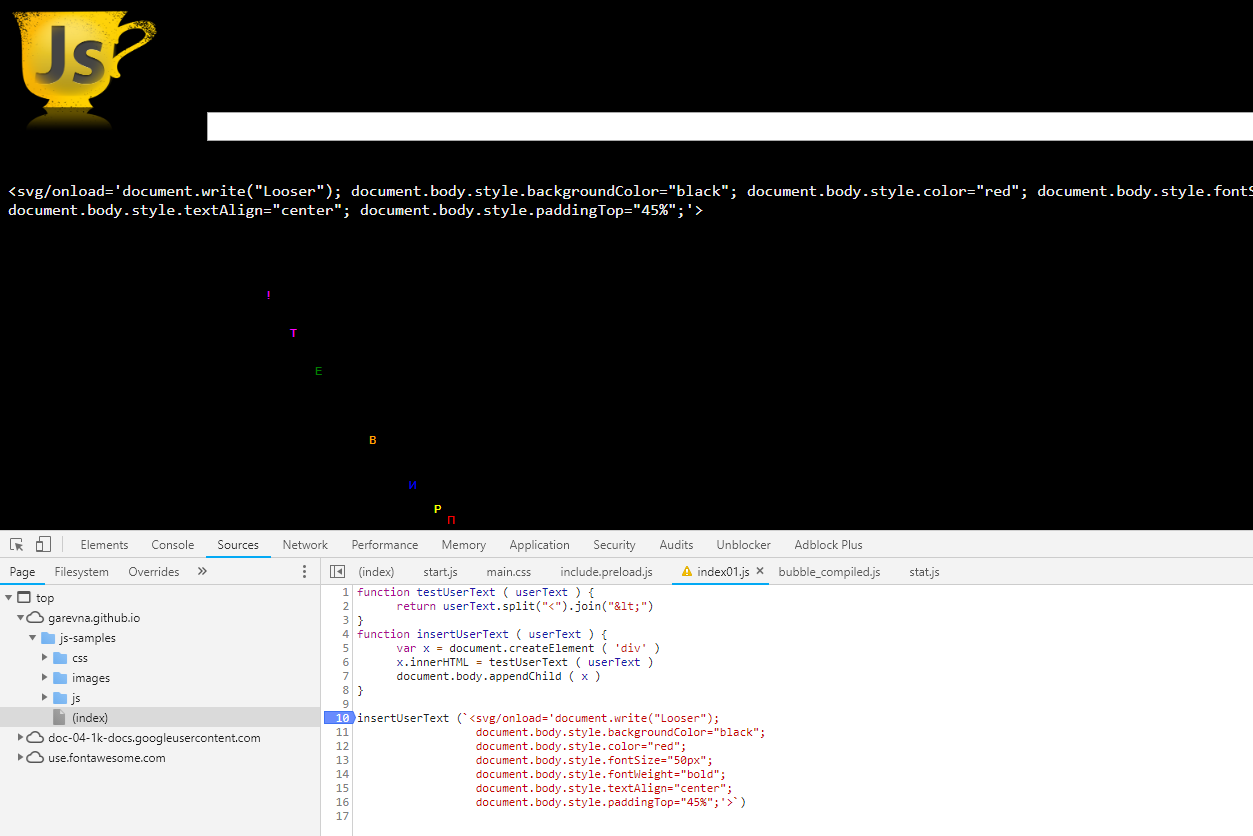 Js
<svg/onload='document.write("Looser"); document.body.style.backgroundColor="black"; document.body.style.color="red"; document.body.style.fontS
document.body.style.textAlign="center"; document.body.style.paddingTop="45%";'>
!
Т
Е
В
И
Р
П
Elements Console Sources Network Performance Memory Application Security Audits Unblocker Adblock Plus
Page Filesystem Overrides » (index) start.js main.css include.preload.js index01.js × bubble_compiled.js stat.js
top
garevna.github.io
js-samples
css
images
js
(index)
doc-04-1k-docs.googleusercontent.com
use.fontawesome.com
1 function testUserText ( userText ) {
2 return userText.split("<").join("&lt;")
3 }
4 function insertUserText ( userText ) {
5 var x = document.createElement ( 'div' )
6 x.innerHTML = testUserText ( userText )
7 document.body.appendChild ( x )
8 }
9
10 insertUserText (`<svg/onload='document.write("Looser");
11 document.body.style.backgroundColor="black";
12 document.body.style.color="red";
13 document.body.style.fontSize="50px";
14 document.body.style.fontWeight="bold";
15 document.body.style.textAlign="center";
16 document.body.style.paddingTop="45%";'>`)
17